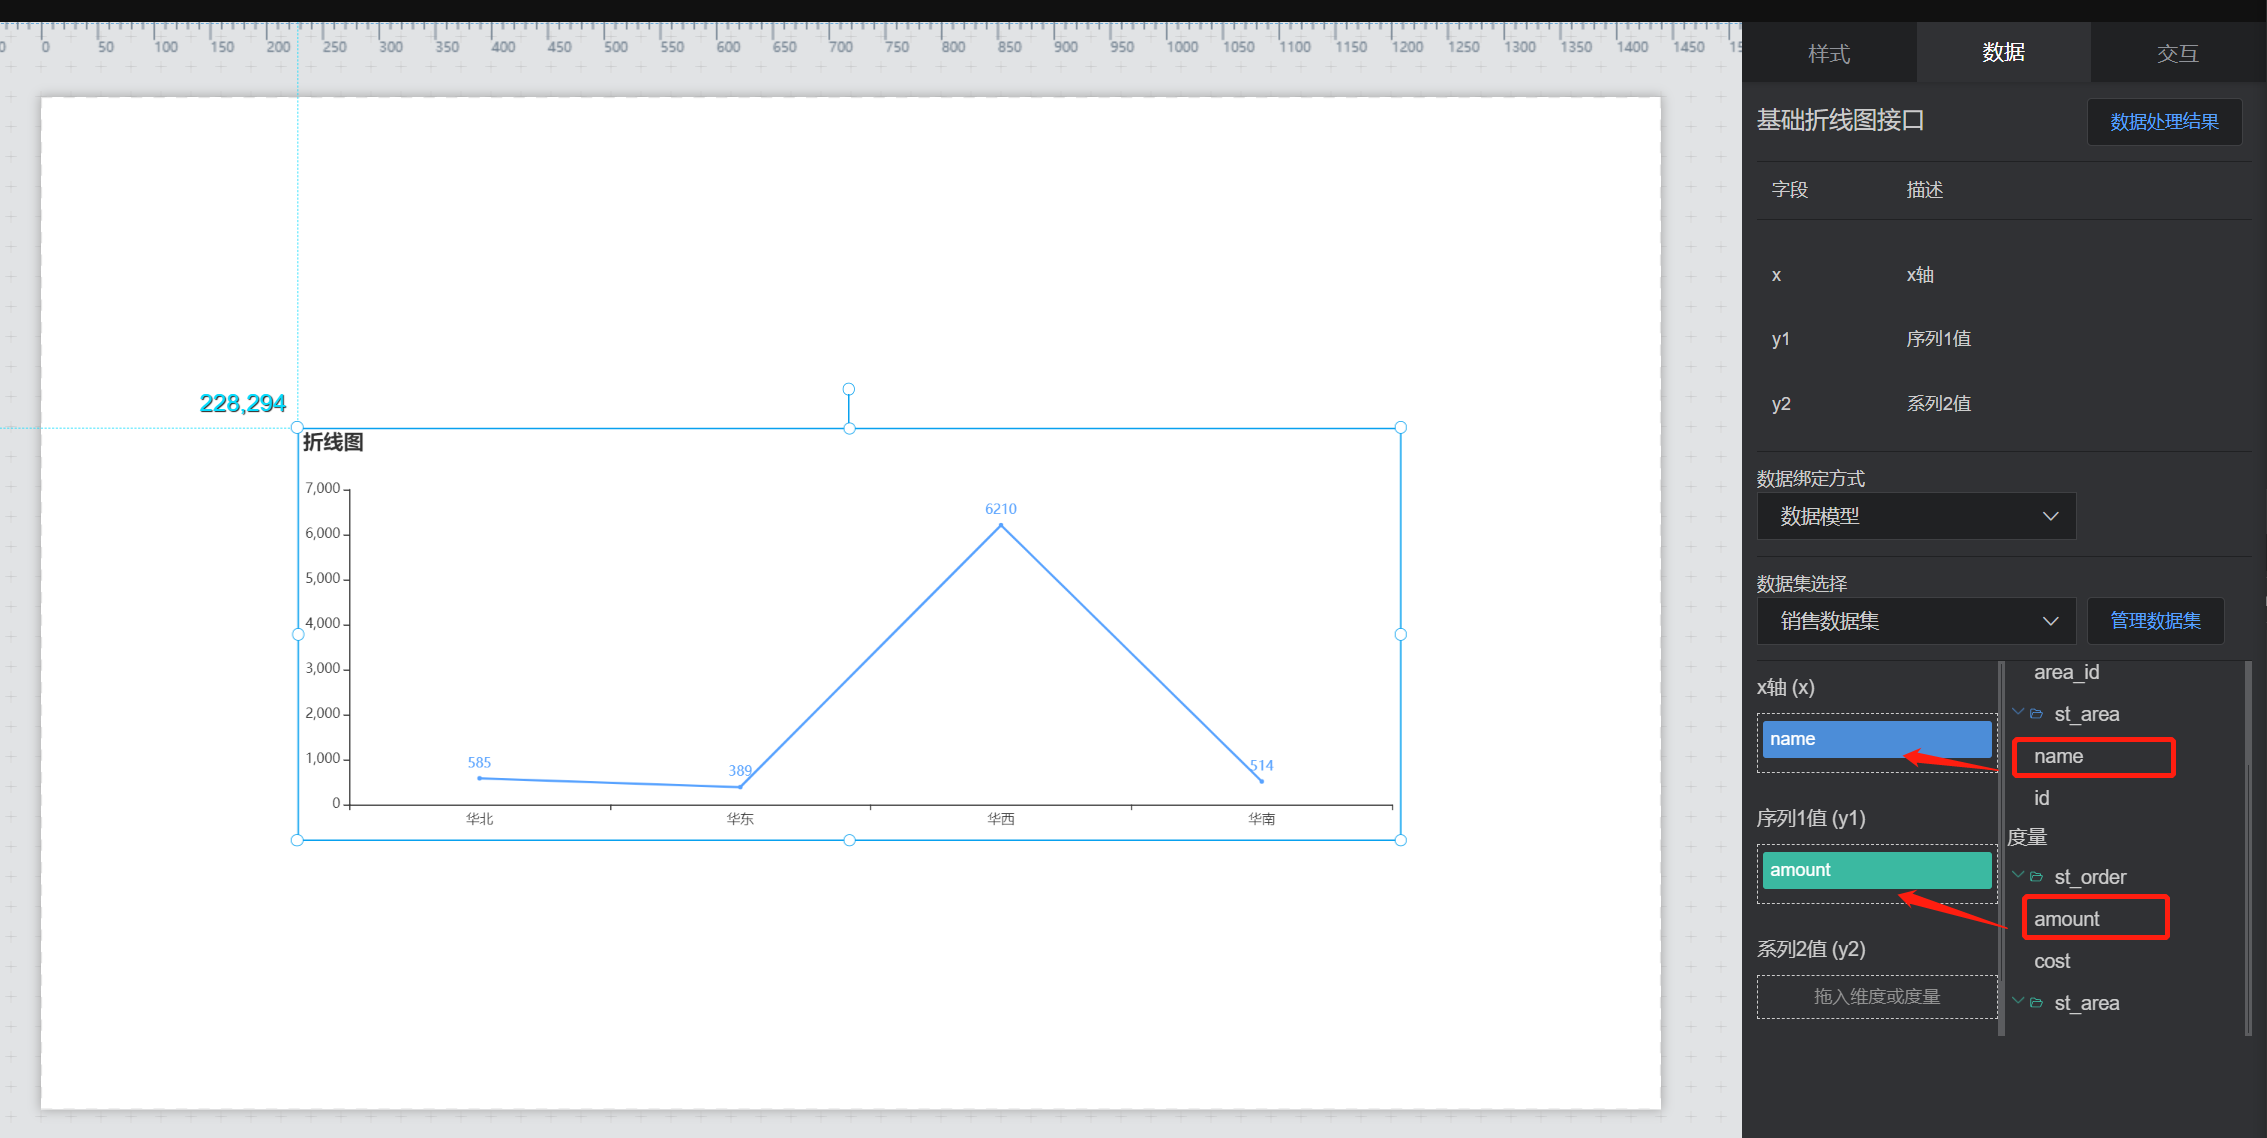 0 0 50 100 150 200 250 300 350 400 450 500 550 600 650 700 750 800 850 900 950 1000 1050 1100 1150 1200 1250 1300 1350 1400 1450
样式 数据 交互
基础折线图接口 数据处理结果
字段 描述
x x轴
y1 序列1值
y2 系列2值
228,294
折线图
7,000
6,000
5,000
4,000
3,000
2,000
1,000
0
585
389
6210
514
华北 华东 华西 华南
数据绑定方式
数据模型
数据集选择
销售数据集 管理数据集
x轴 (x)
name
序列1值 (y1)
amount
系列2值 (y2)
拖入维度或度量
area_id
st_area
name
id
度量
st_order
amount
cost
st_area